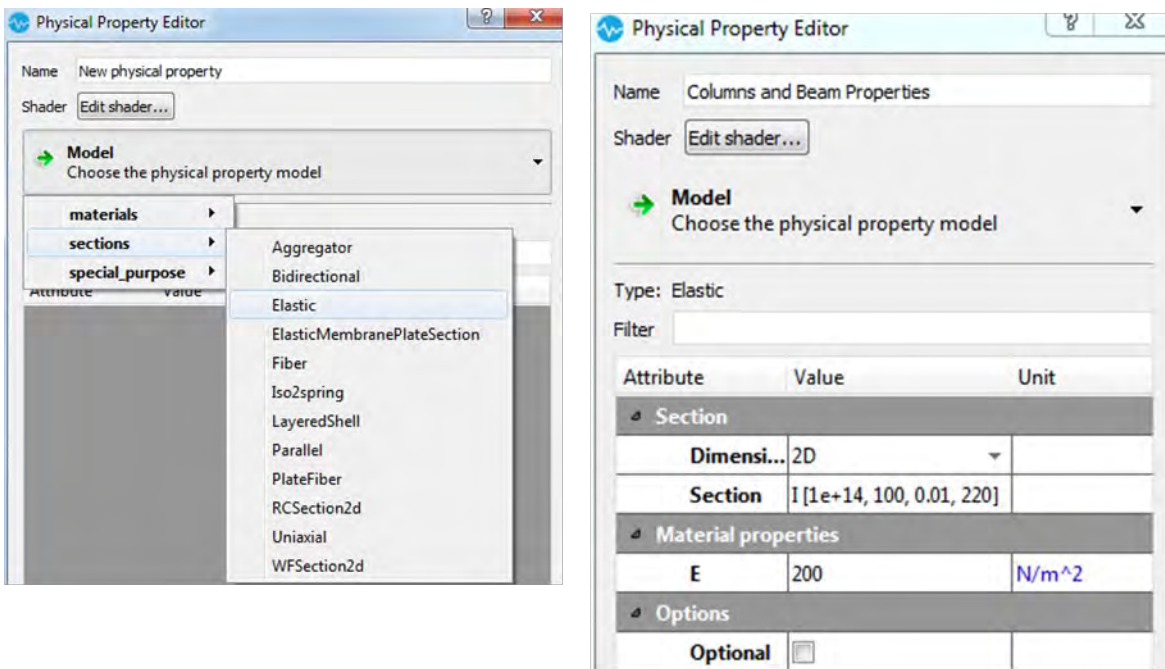 Physical Property Editor
Name New physical property
Shader Edit shader...
Model
Choose the physical property model
materials
sections
special_purpose
Attribute Value
Aggregator
Bidirectional
Elastic
ElasticMembranePlateSection
Fiber
Iso2spring
LayeredShell
Parallel
PlateFiber
RCSection2d
Uniaxial
WFSection2d
Physical Property Editor
Name Columns and Beam Properties
Shader Edit shader...
Model
Choose the physical property model
Type: Elastic
Filter
Attribute Value Unit
Section
Dimensi... 2D
Section I [1e+14, 100, 0.01, 220]
Material properties
E 200 N/m^2
Options
Optional